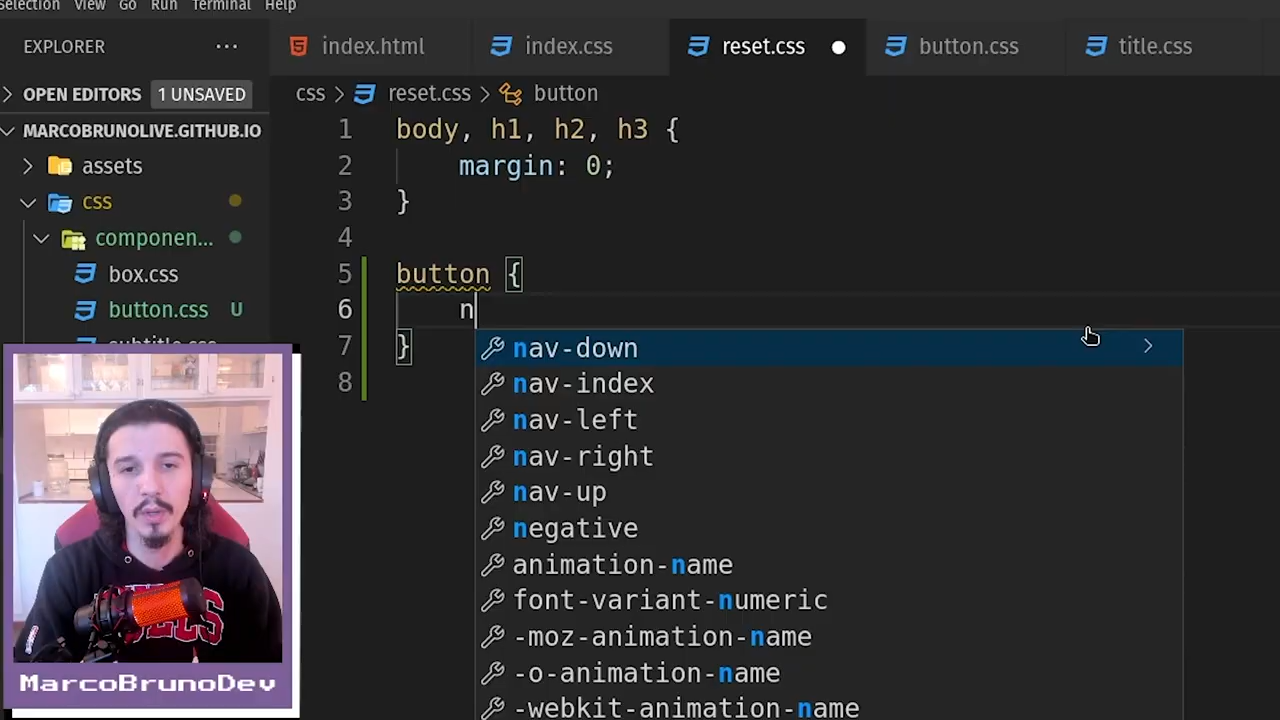 Selection View Go Run Terminal Help
EXPLORER ...
index.html index.css reset.css button.css title.css
OPEN EDITORS 1 UNSAVED
css > reset.css > button
MARCOBRUNOLIVE.GITHUB.IO
assets
css
componen...
box.css
button.css U
subtitle.css
1 body, h1, h2, h3 {
2 margin: 0;
3 }
4
5 button {
6 n
7 }
8
nav-down
nav-index
nav-left
nav-right
nav-up
negative
animation-name
font-variant-numeric
-moz-animation-name
-o-animation-name
-webkit-animation-name
MarcoBrunoDev